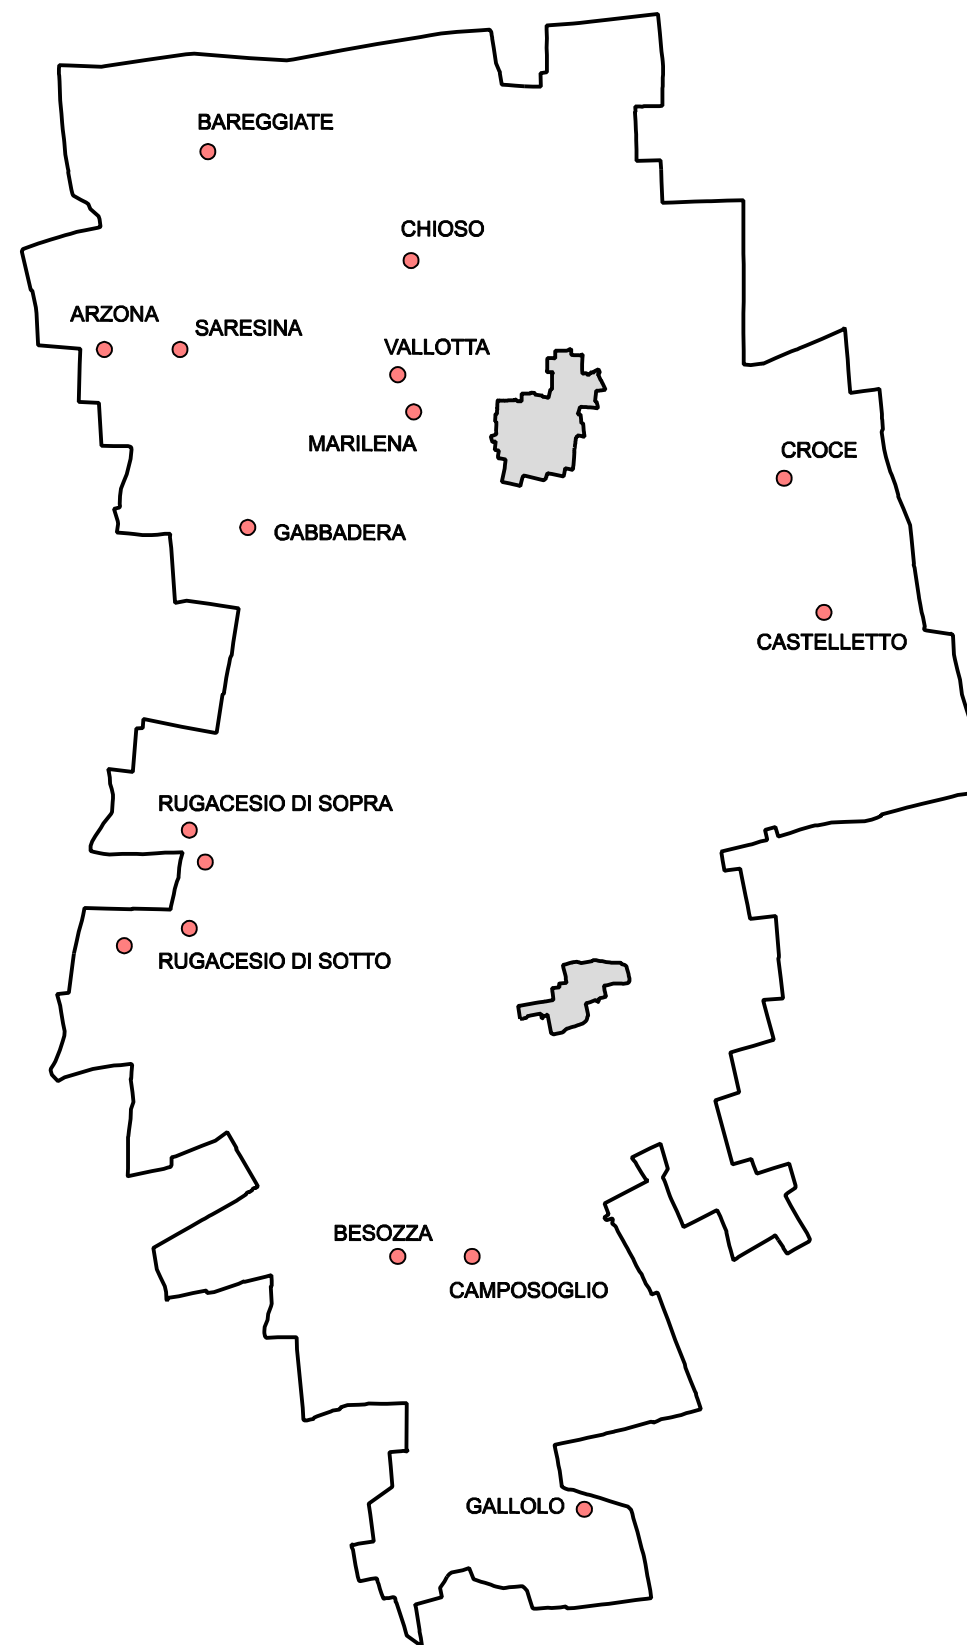 BAREGGIATE
CHIOSO
ARZONA
SARESINA
VALLOTTA
MARILENA
CROCE
GABBADERA
CASTELLETTO
RUGACESIO DI SOPRA
RUGACESIO DI SOTTO
BESOZZA
CAMPOSOGLIO
GALLOLO